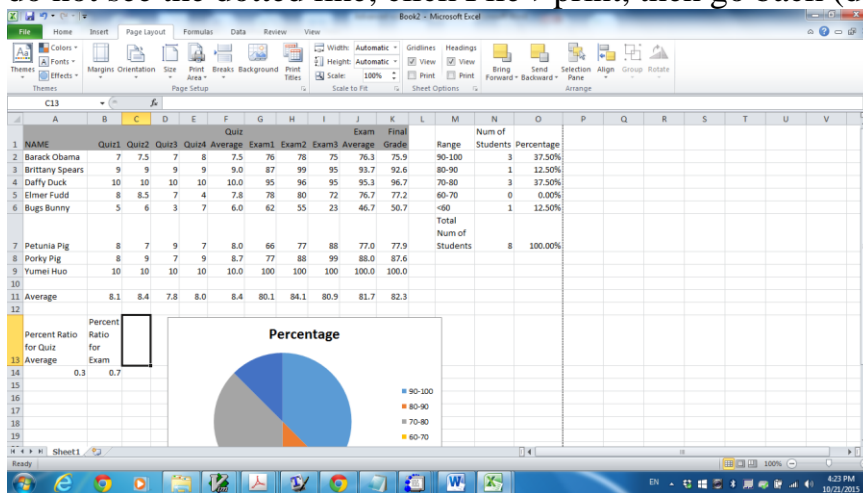 do not see the dotted line, click File / print, then go back (d
Book2 - Microsoft Excel
File Home Insert Page Layout Formulas Data Review View
Colors Width: Automatic Gridlines Headings
Aa A Fonts Height: Automatic View View
Themes Effects Margins Orientation Size Print Area Breaks Background Print Titles Scale: 100% Print Print Bring Forward Send Backward Selection Pane Align Group Rotate
Themes Page Setup Scale to Fit Sheet Options Arrange
C13 fx
A B C D E F G H I J K L M N O P Q R S T U V
1 NAME Quiz1 Quiz2 Quiz3 Quiz4 Quiz Average Exam1 Exam2 Exam3 Exam Average Final Grade Range Num of Students Percentage
2 Barack Obama 7 7.5 7 8 7.5 76 78 75 76.3 75.9 90-100 3 37.50%
3 Brittany Spears 9 9 9 9 9.0 87 99 95 93.7 92.6 80-90 1 12.50%
4 Daffy Duck 10 10 10 10 10.0 95 96 95 95.3 96.7 70-80 3 37.50%
5 Elmer Fudd 8 8.5 7 4 7.8 78 80 72 76.7 77.2 60-70 0 0.00%
6 Bugs Bunny 5 6 3 7 6.0 62 55 23 46.7 50.7 <60 1 12.50%
7 Petunia Pig 8 7 9 7 8.0 66 77 88 77.0 77.9 Total Num of Students 8 100.00%
8 Porky Pig 8 9 7 9 8.7 77 88 99 88.0 87.6
9 Yumei Huo 10 10 10 10 10.0 100 100 100 100.0 100.0
10
11 Average 8.1 8.4 7.8 8.0 8.4 80.1 84.1 80.9 81.7 82.3
12
13 Percent Ratio for Quiz Average Percent Ratio for Exam
14 0.3 0.7
15
16
17
18
19
Percentage
90-100
80-90
70-80
60-70
Sheet1
Ready 100%
EN 4:23 PM
10/21/2015